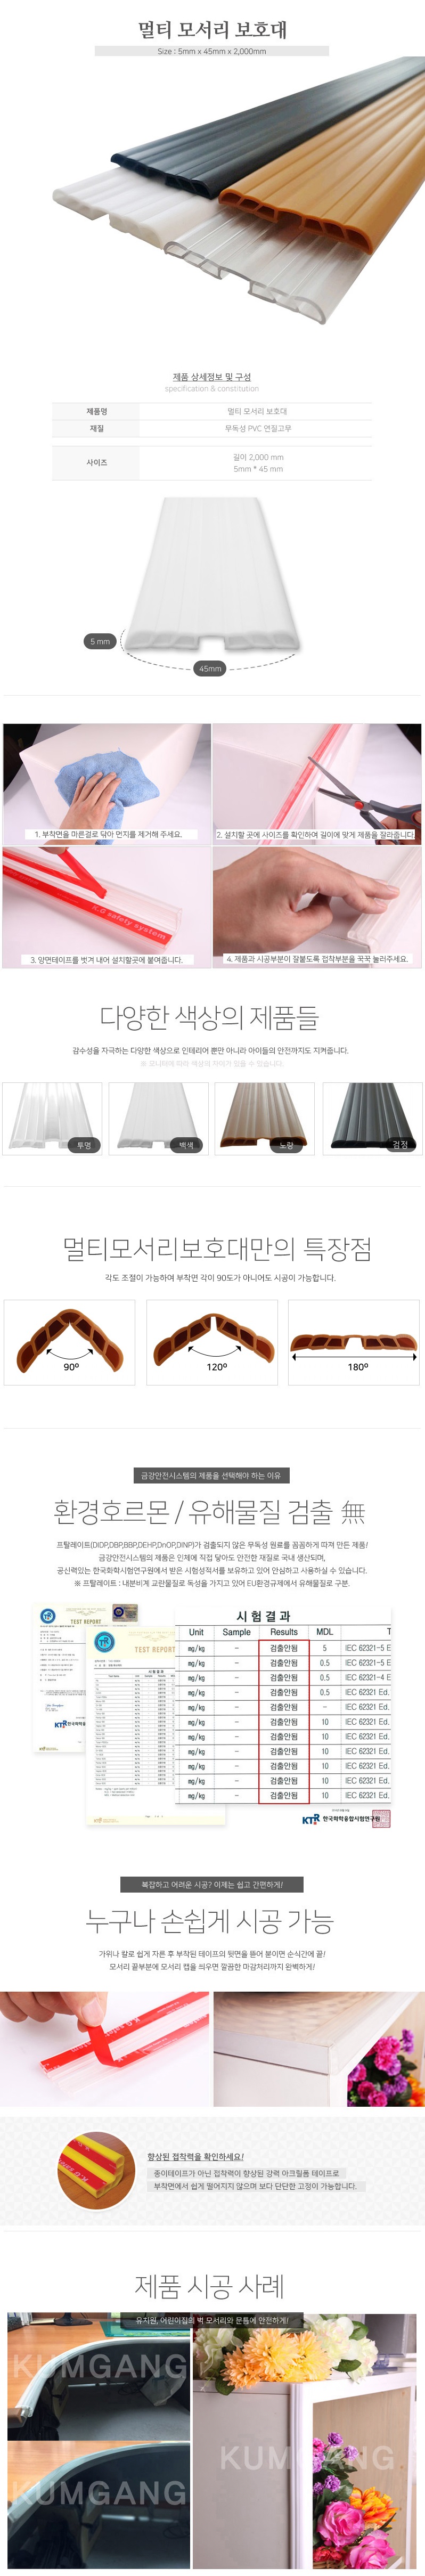 멀티 모서리 보호대
Size : 5mm x 45mm x 2,000mm
제품 상세정보 및 구성
specification & constitution
제품명 멀티 모서리 보호대
재질 무독성 PVC 연질고무
사이즈 길이 2,000 mm
5mm * 45 mm
5 mm
45mm
1. 부착면을 마른걸로 닦아 먼지를 제거해 주세요.
2. 설치할 곳에 사이즈를 확인하여 길이에 맞게 제품을 잘라줍니다.
K.G safety system
3. 양면테이프를 벗겨 내어 설치할곳에 붙여줍니다.
4. 제품과 시공부분이 잘붙도록 접착부분을 꾹꾹 눌러주세요.
다양한 색상의 제품들
감수성을 자극하는 다양한 색상으로 인테리어 뿐만 아니라 아이들의 안전까지도 지켜줍니다.
※ 모니터에 따라 색상의 차이가 있을 수 있습니다.
투명
백색
노랑
검정
멀티모서리보호대만의 특장점
각도 조절이 가능하여 부착면 각이 90도가 아니어도 시공이 가능합니다.
90º
120º
180º
금강안전시스템의 제품을 선택해야 하는 이유
환경호르몬 / 유해물질 검출 無
프탈레이트(DIDP,DBP,BBP,DEHP,DnOP,DINP)가 검출되지 않은 무독성 원료를 꼼꼼하게 따져 만든 제품!
금강안전시스템의 제품은 인체에 직접 닿아도 안전한 재질로 국내 생산되며,
공신력있는 한국화학시험연구원에서 받은 시험성적서를 보유하고 있어 안심하고 사용하실 수 있습니다.
※ 프탈레이트 : 내분비계 교란물질로 독성을 가지고 있어 EU환경규제에서 유해물질로 구분.
TEST REPORT
TEST REPORT
시 험 결 과
Unit Sample Results MDL T
mg/kg – 검출안됨 5 IEC 62321-5 E
mg/kg – 검출안됨 0.5 IEC 62321-5 E
mg/kg – 검출안됨 0.5 IEC 62321-4 E
mg/kg – 검출안됨 0.5 IEC 62321 Ed.
mg/kg – 검출안됨 – IEC 62321 Ed.
mg/kg – 검출안됨 10 IEC 62321 Ed.
mg/kg – 검출안됨 10 IEC 62321 Ed.
mg/kg – 검출안됨 10 IEC 62321 Ed.
mg/kg – 검출안됨 10 IEC 62321 Ed.
mg/kg – 검출안됨 10 IEC 62321 Ed.
mg/kg – 검출안됨 10 IEC 62321 Ed.
KTR 한국화학융합시험연구원
복잡하고 어려운 시공? 이제는 쉽고 간편하게!
누구나 손쉽게 시공 가능
가위나 칼로 쉽게 자른 후 부착된 테이프의 뒷면을 뜯어 붙이면 순식간에 끝!
모서리 끝부분에 모서리 캡을 씌우면 깔끔한 마감처리까지 완벽하게!
향상된 접착력을 확인하세요!
종이테이프가 아닌 접착력이 향상된 강력 아크릴폼 테이프로
부착면에서 쉽게 떨어지지 않으며 보다 단단한 고정이 가능합니다.
제품 시공 사례
유치원, 어린이집의 벽 모서리와 문틈에 안전하게!
KUMGANG
KUMGANG
KUMGANG